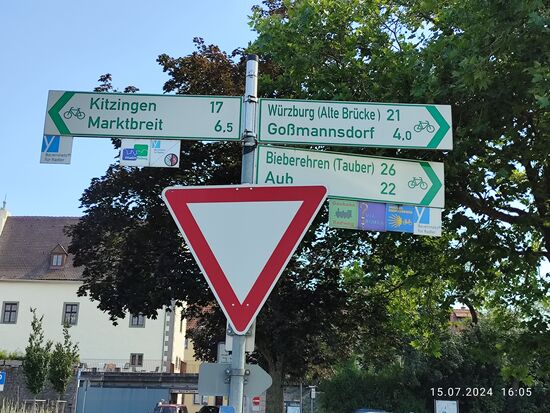 Kitzingen 17
Marktbreit 6,5
Würzburg (Alte Brücke) 21
Goßmannsdorf 4,0
Bieberehren (Tauber) 26
Aub 22
15.07.2024 16:05